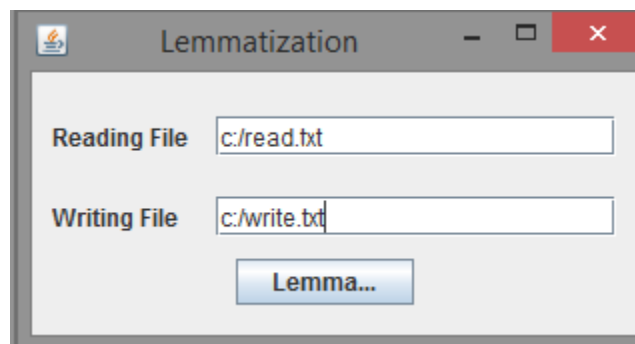 Lemmatization
Reading File c:/read.txt
Writing File c:/write.txt
Lemma...